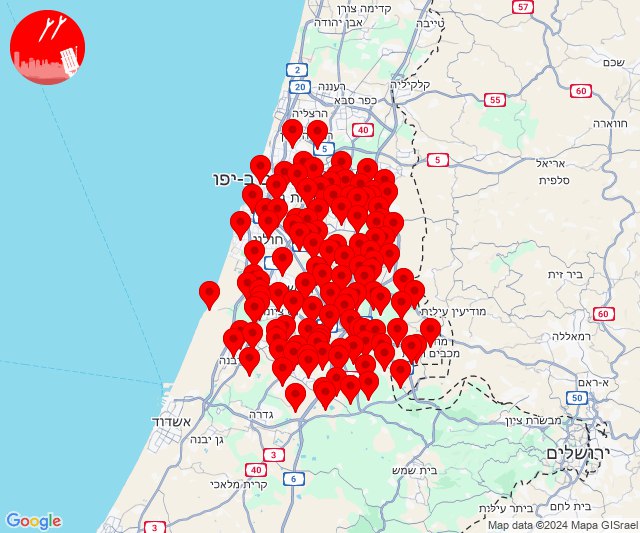 קדימה צורן
אבן יהודה
טייבה
57
שכם
2
20
רעננה
קלקיליה
60
כפר סבא
55
הרצליה
חווארה
40
5
5
אריאל
סלפית
ביר זית
60
מודיעין עילית
רמאללה
יבנה
מכבים
א-ראם
50
אשדוד
גדרה
מבשרת ציון
גן יבנה
3
ירושלים
40
בית שמש
6
קרית מלאכי
בית לחם
ביתר עילית
3
Google
Map data ©2024 Mapa GISrael